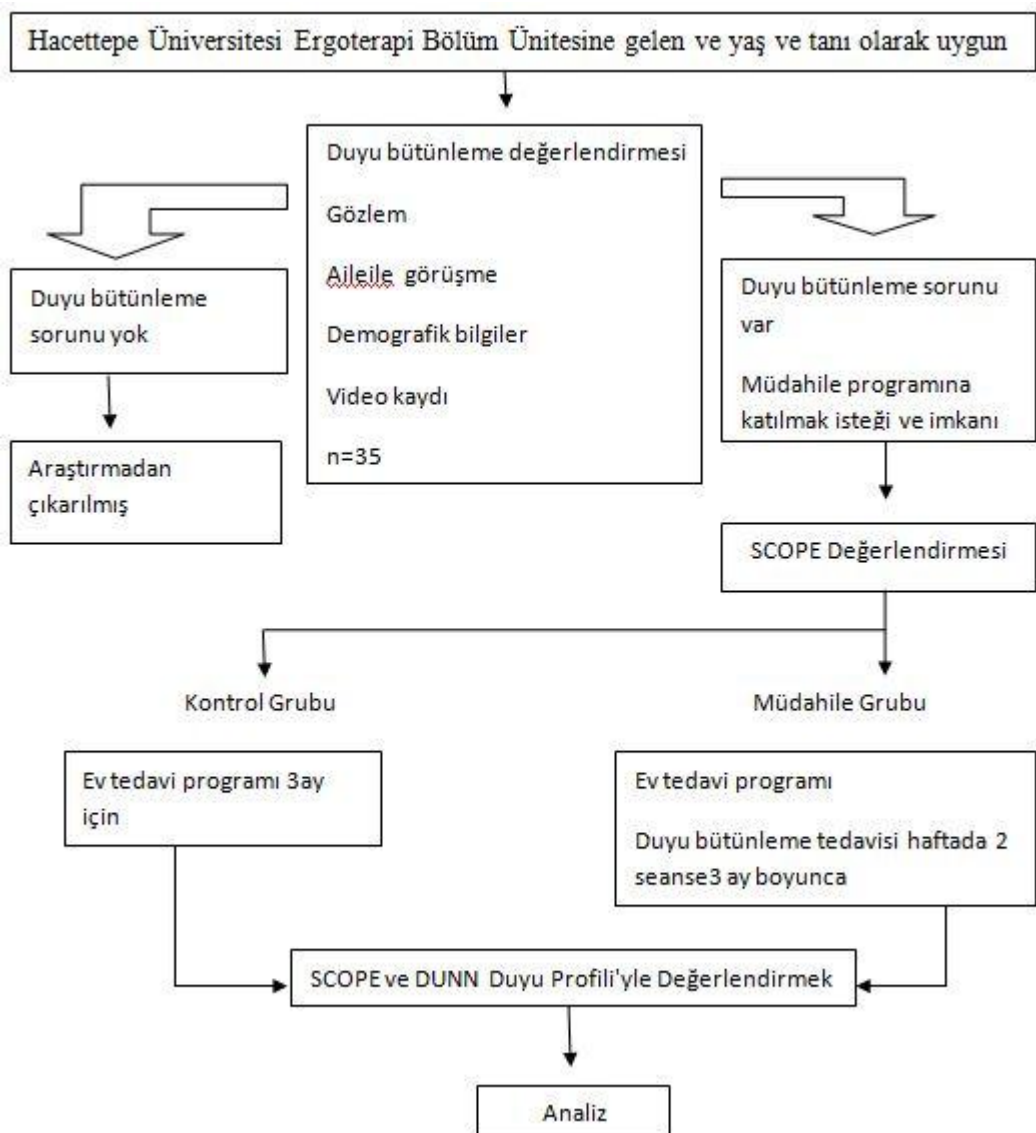 Hacettepe Üniversitesi Ergoterapi Bölüm Ünitesine gelen ve yaş ve tanı olarak uygun
Duyu bütünleme değerlendirmesi
Gözlem
Aileile görüşme
Demografik bilgiler
Video kaydı
n=35
Duyu bütünleme
sorunu yok
Araştırmadan
çıkarılmış
Duyu bütünleme sorunu
var
Müdahile programına
katılmak isteği ve imkanı
SCOPE Değerlendirmesi
Kontrol Grubu
Müdahile Grubu
Ev tedavi programı 3ay
için
Ev tedavi programı
Duyu bütünleme tedavisi haftada 2
seanse3 ay boyunca
SCOPE ve DUNN Duyu Profili'yle Değerlendirmek
Analiz